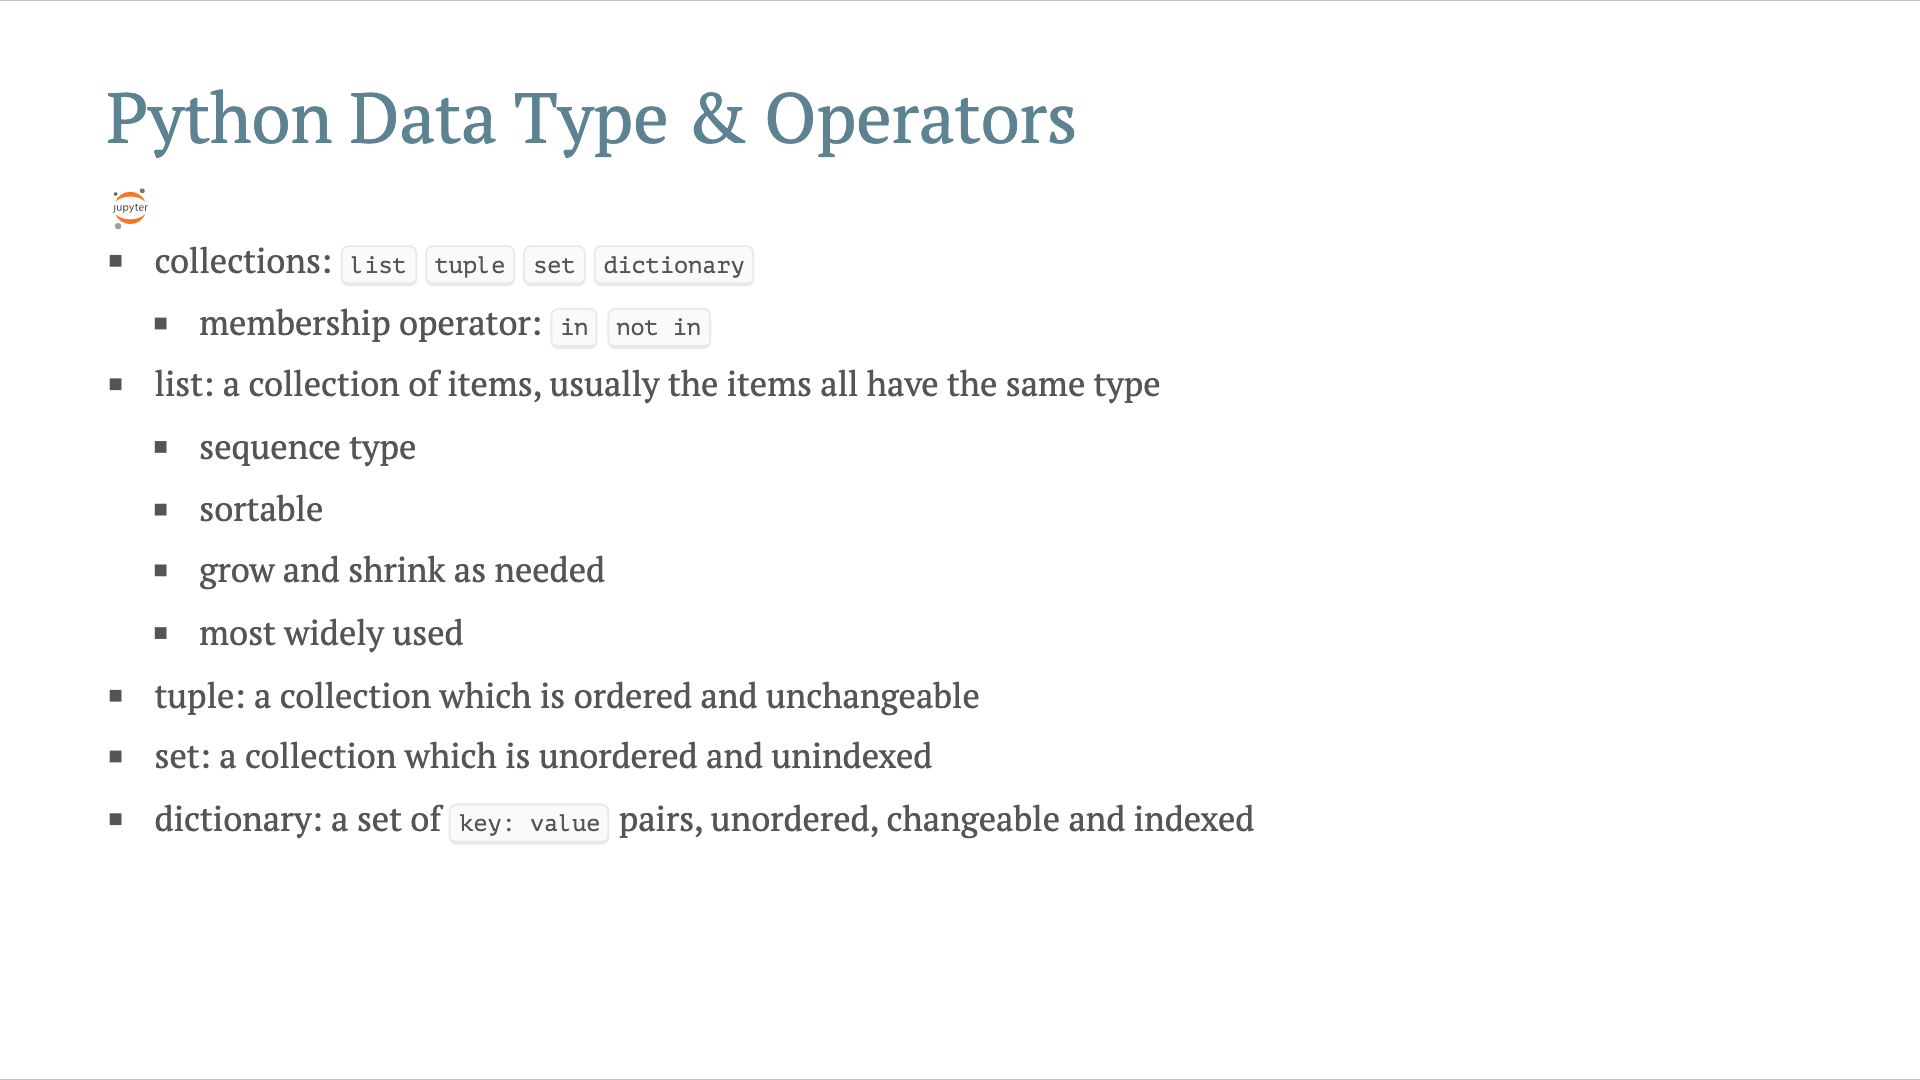 Python Data Type & Operators
jupyter
collections: list tuple set dictionary
membership operator: in not in
list: a collection of items, usually the items all have the same type
sequence type
sortable
grow and shrink as needed
most widely used
tuple: a collection which is ordered and unchangeable
set: a collection which is unordered and unindexed
dictionary: a set of key: value pairs, unordered, changeable and indexed